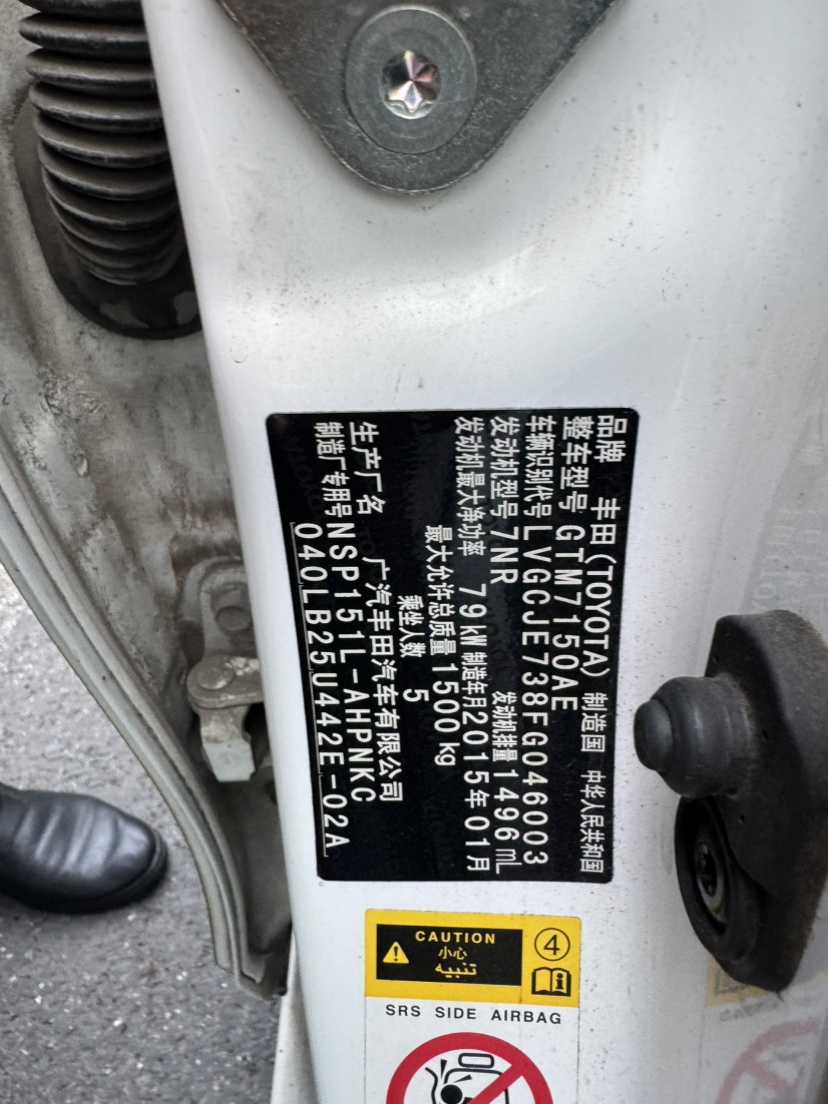 品牌 丰田(TOYOTA) 制造国 中华人民共和国
整车型号 GTM7150AE
车辆识别代号 LVGCJE738FG046003
发动机型号 7NR 发动机排量 1496 mL
发动机最大净功率 79kW 制造年月 2015年01月
最大允许总质量 1500 kg
乘坐人数 5
生产厂名 广汽丰田汽车有限公司
制造厂专用号 NSP151L-AHPNKC
040LB25U442E-02A
CAUTION
小心
تنبيه
4
SRS SIDE AIRBAG